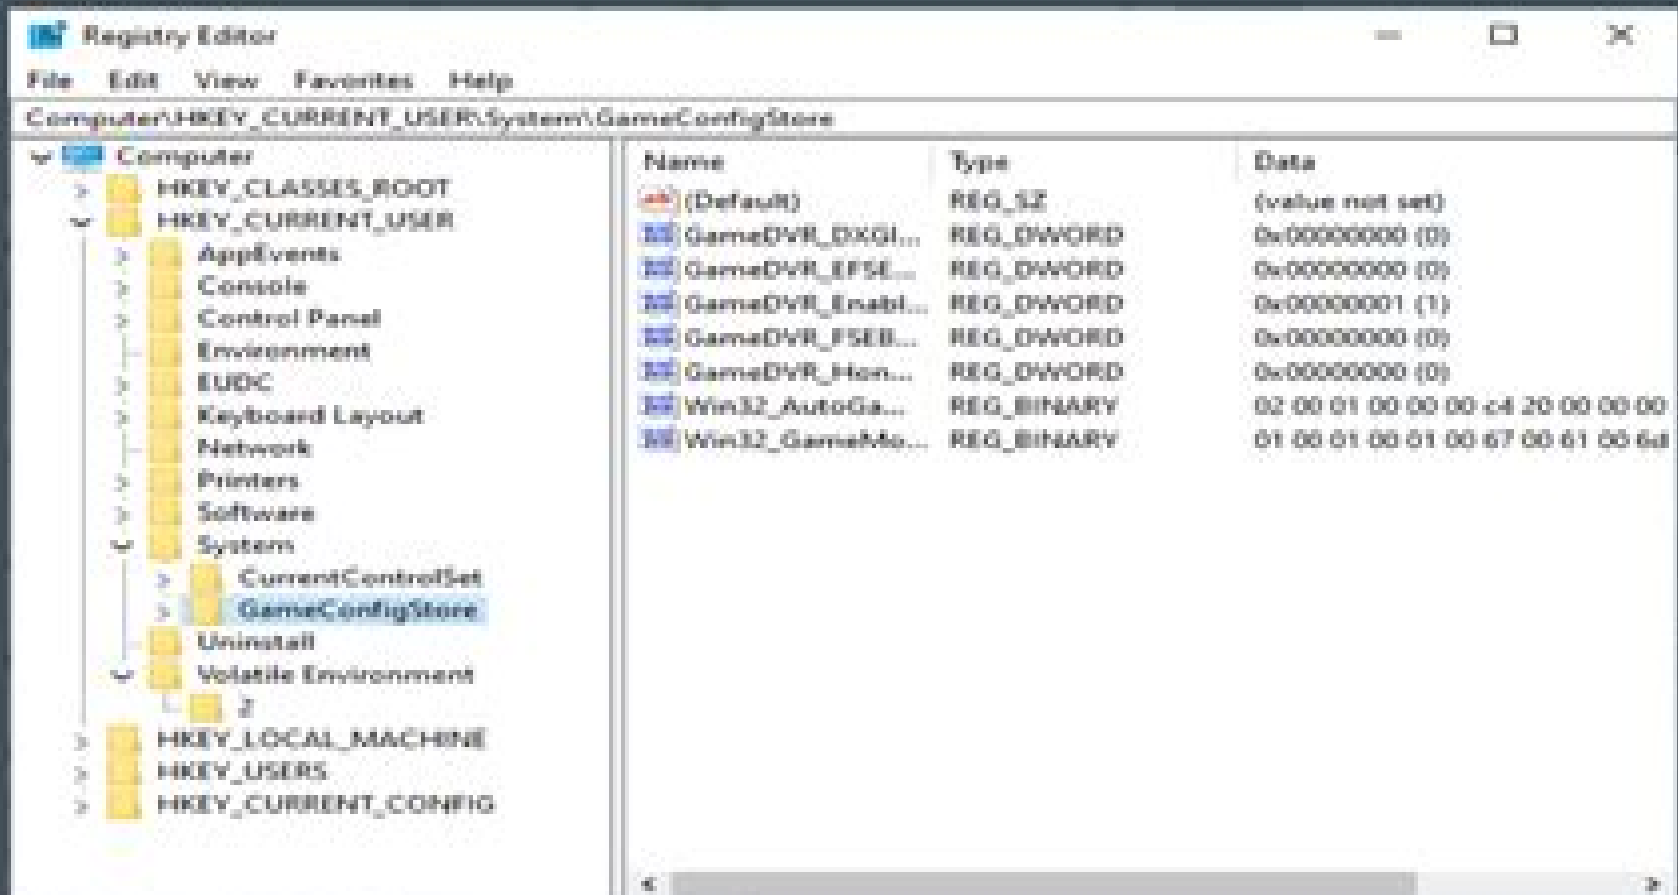 Registry Editor
File Edit View Favorites Help
Computer\HKEY_CURRENT_USER\System\GameConfigStore
Computer
HKEY_CLASSES_ROOT
HKEY_CURRENT_USER
AppEvents
Console
Control Panel
Environment
EUDC
Keyboard Layout
Network
Printers
Software
System
CurrentControlSet
GameConfigStore
Uninstall
Volatile Environment
2
HKEY_LOCAL_MACHINE
HKEY_USERS
HKEY_CURRENT_CONFIG
Name Type Data
ab (Default) REG_SZ (value not set)
GameDVR_DXGI... REG_DWORD 0x00000000 (0)
GameDVR_EFSE... REG_DWORD 0x00000000 (0)
GameDVR_Enabl... REG_DWORD 0x00000001 (1)
GameDVR_FSEB... REG_DWORD 0x00000000 (0)
GameDVR_Hon... REG_DWORD 0x00000000 (0)
Win32_AutoGa... REG_BINARY 02 00 01 00 00 00 c4 20 00 00 00
Win32_GameMo... REG_BINARY 01 00 01 00 01 00 67 00 61 00 6d